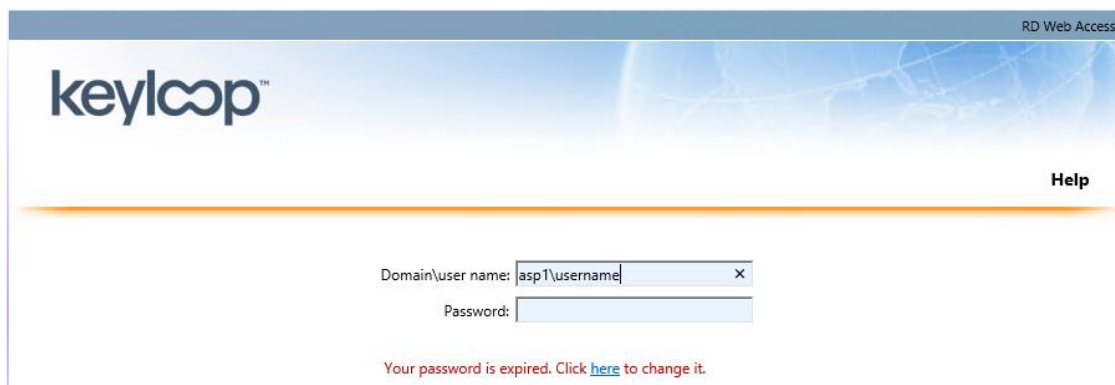 RD Web Access
keyloop™
Help
Domain\user name: asp1\username
Password:
Your password is expired. Click here to change it.